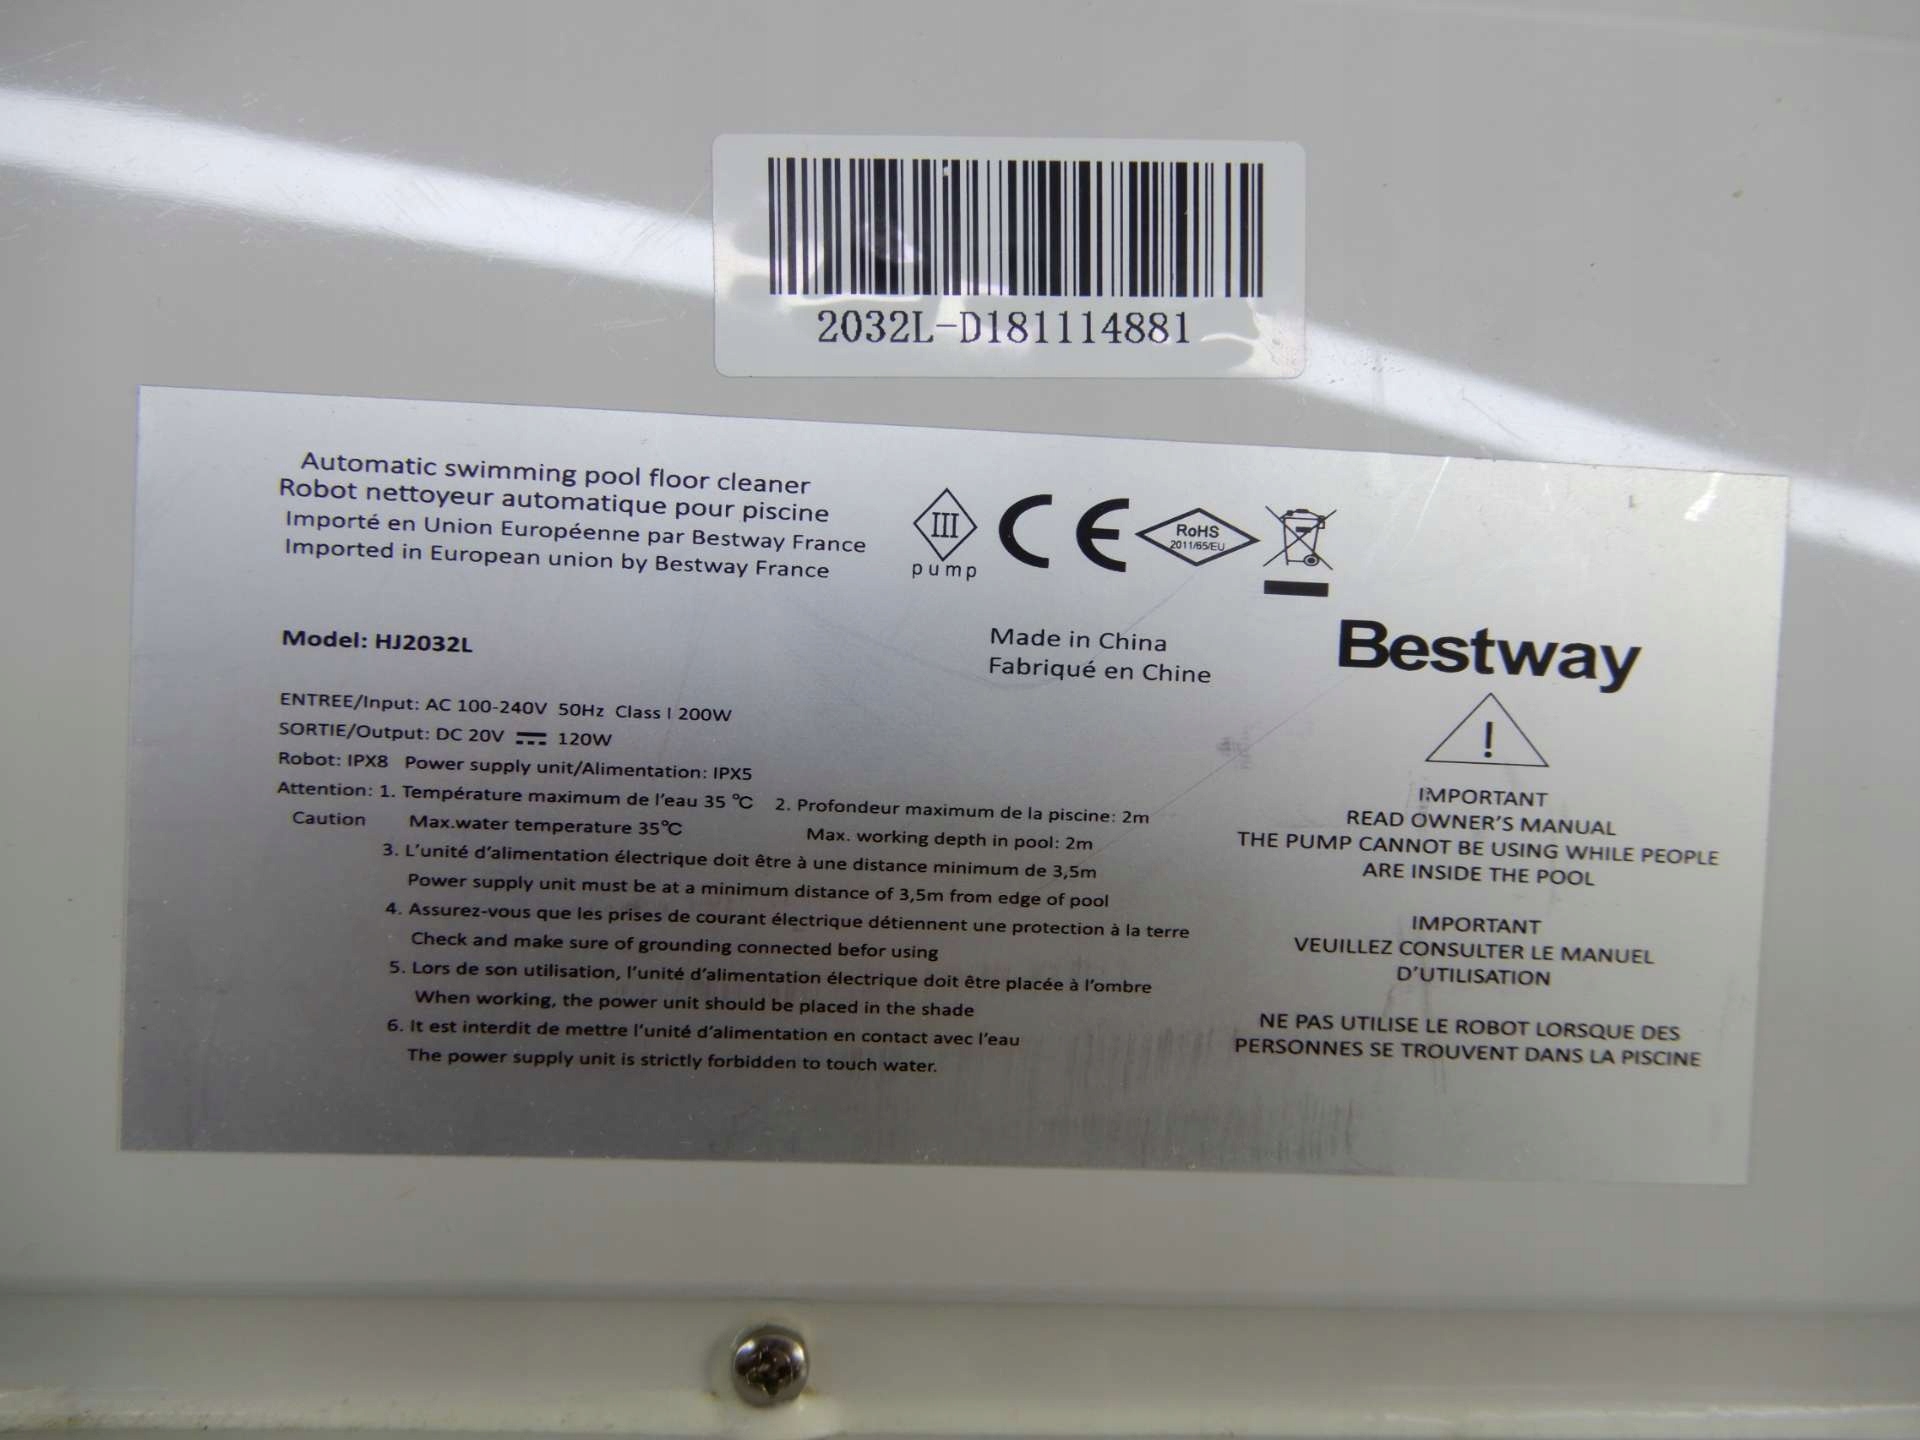 2032L-D181114881
Automatic swimming pool floor cleaner
Robot nettoyeur automatique pour piscine
Importé en Union Européenne par Bestway France
Imported in European union by Bestway France
III
pump
CE
RoHS
2011/65/EU
Model: HJ2032L
Made in China
Fabriqué en Chine
Bestway
ENTREE/Input: AC 100-240V 50Hz Class I 200W
SORTIE/Output: DC 20V 120W
Robot: IPX8 Power supply unit/Alimentation: IPX5
Attention: 1. Température maximum de l'eau 35 ℃ 2. Profondeur maximum de la piscine: 2m
Caution Max.water temperature 35℃ Max. working depth in pool: 2m
3. L'unité d'alimentation électrique doit être à une distance minimum de 3,5m
Power supply unit must be at a minimum distance of 3,5m from edge of pool
4. Assurez-vous que les prises de courant électrique détiennent une protection à la terre
Check and make sure of grounding connected befor using
5. Lors de son utilisation, l'unité d'alimentation électrique doit être placée à l'ombre
When working, the power unit should be placed in the shade
6. It est interdit de mettre l'unité d'alimentation en contact avec l'eau
The power supply unit is strictly forbidden to touch water.
!
IMPORTANT
READ OWNER'S MANUAL
THE PUMP CANNOT BE USING WHILE PEOPLE
ARE INSIDE THE POOL
IMPORTANT
VEUILLEZ CONSULTER LE MANUEL
D'UTILISATION
NE PAS UTILISE LE ROBOT LORSQUE DES
PERSONNES SE TROUVENT DANS LA PISCINE